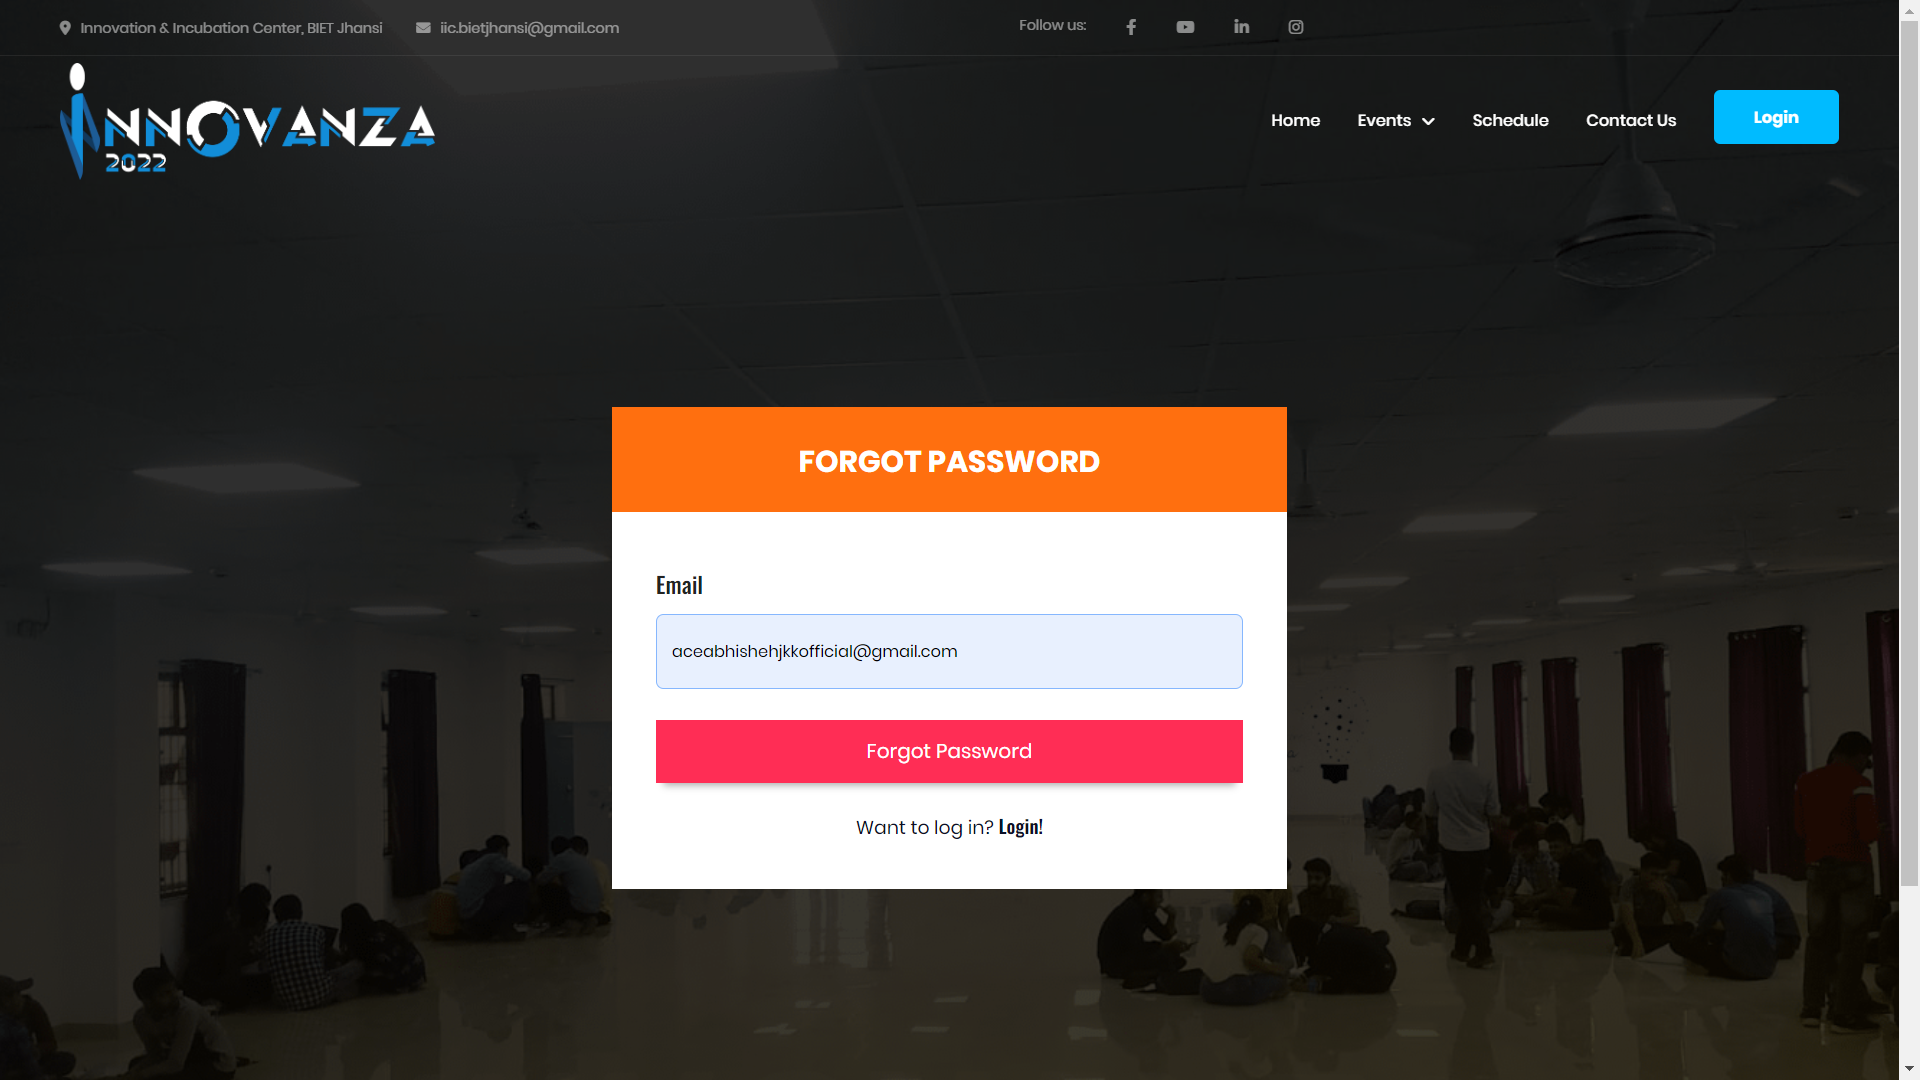 Innovation & Incubation Center, BIET Jhansi
iic.bietjhansi@gmail.com
Follow us:
INNOVANZA
2022
Home
Events
Schedule
Contact Us
Login
FORGOT PASSWORD
Email
aceabhishehjkkofficial@gmail.com
Forgot Password
Want to log in? Login!